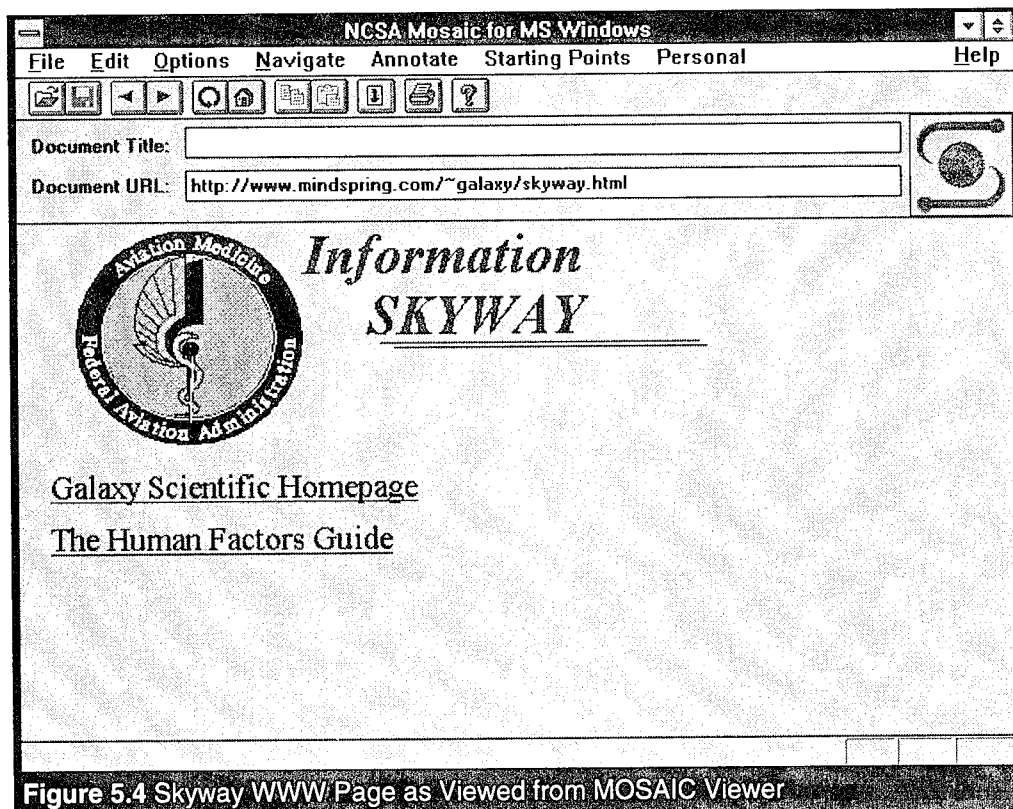 NCSA Mosaic for MS Windows
File Edit Options Navigate Annotate Starting Points Personal Help
Document Title:
Document URL: http://www.mindspring.com/~galaxy/skyway.html
Aviation Medicine
Federal Aviation Administration
Information
SKYWAY
Galaxy Scientific Homepage
The Human Factors Guide
Figure 5.4 Skyway WWW Page as Viewed from MOSAIC Viewer